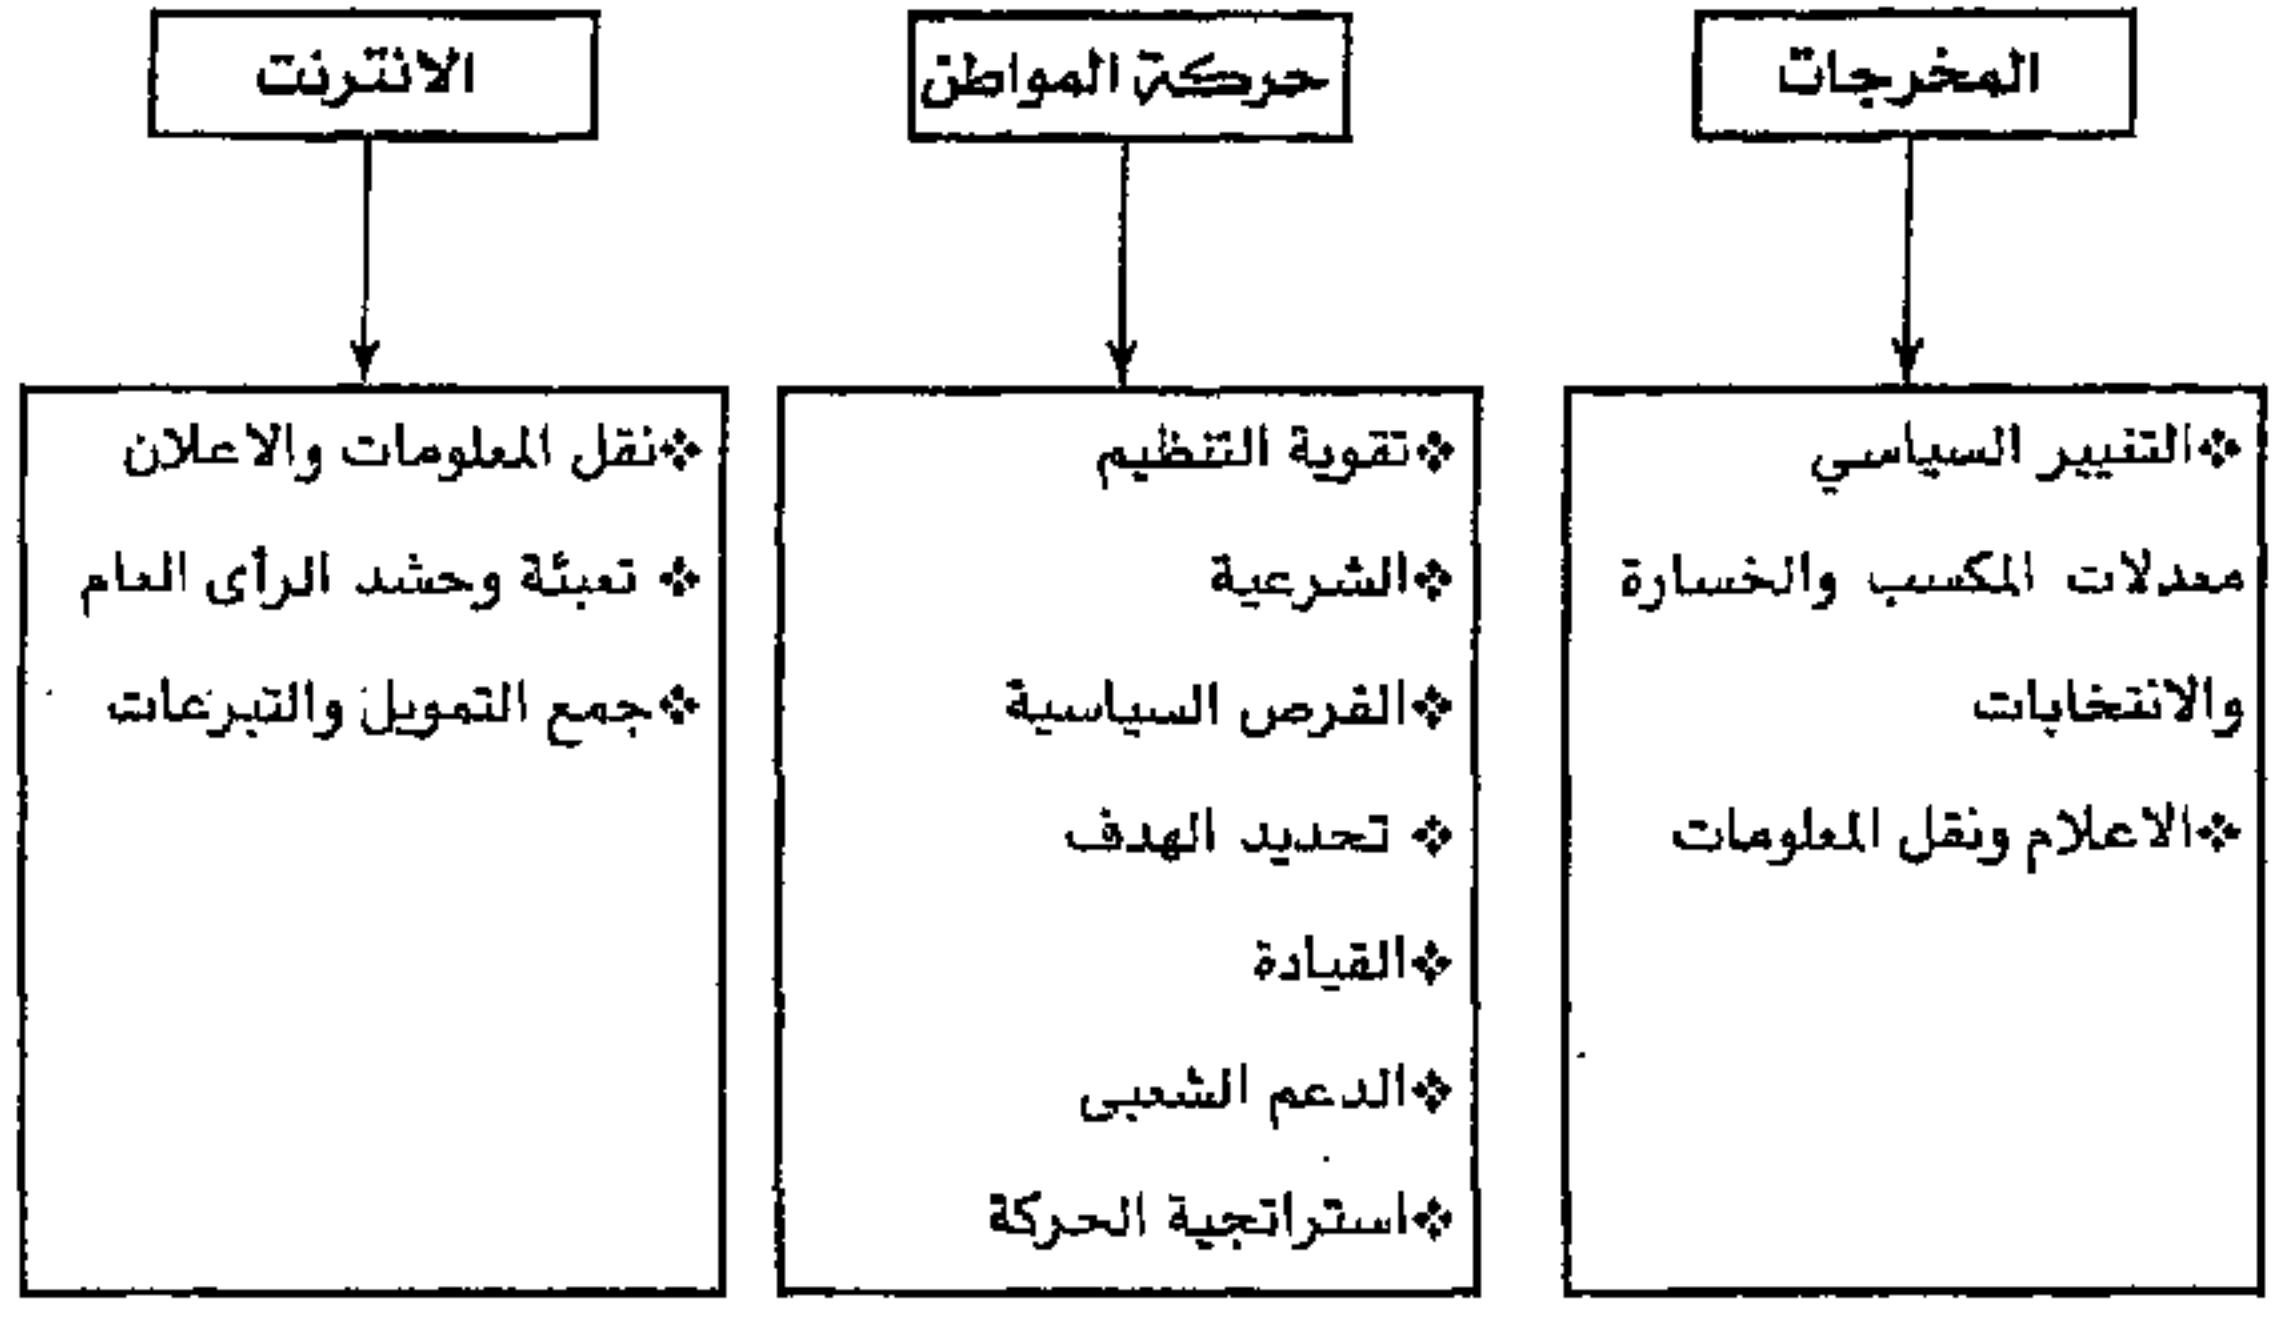 المخرجات
❖التغيير السياسي
معدلات المكسب والخسارة
والانتخابات
❖الاعلام ونقل المعلومات
حركة المواطن
❖تقوية التنظيم
❖الشرعية
❖الفرص السياسية
❖ تحديد الهدف
❖القيادة
❖الدعم الشعبى
❖استراتجية الحركة
الانترنت
❖نقل المعلومات والاعلان
❖ تعبئة وحشد الرأى العام
❖جمع التمويل والتبرعات